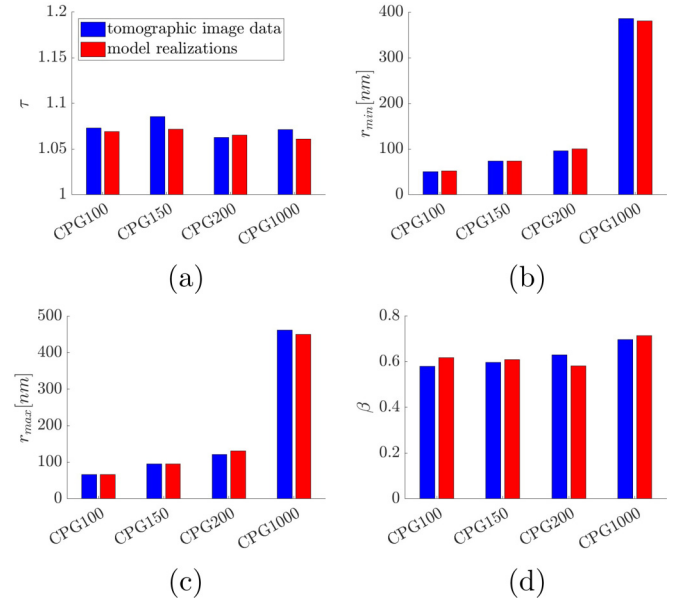 1.2
1.15
1.1
1.05
1
τ
tomographic image data
model realizations
CPG100
CPG150
CPG200
CPG1000
(a)
400
300
200
100
0
r_min[nm]
CPG100
CPG150
CPG200
CPG1000
(b)
500
400
300
200
100
0
r_max[nm]
CPG100
CPG150
CPG200
CPG1000
(c)
0.8
0.6
0.4
0.2
0
β
CPG100
CPG150
CPG200
CPG1000
(d)